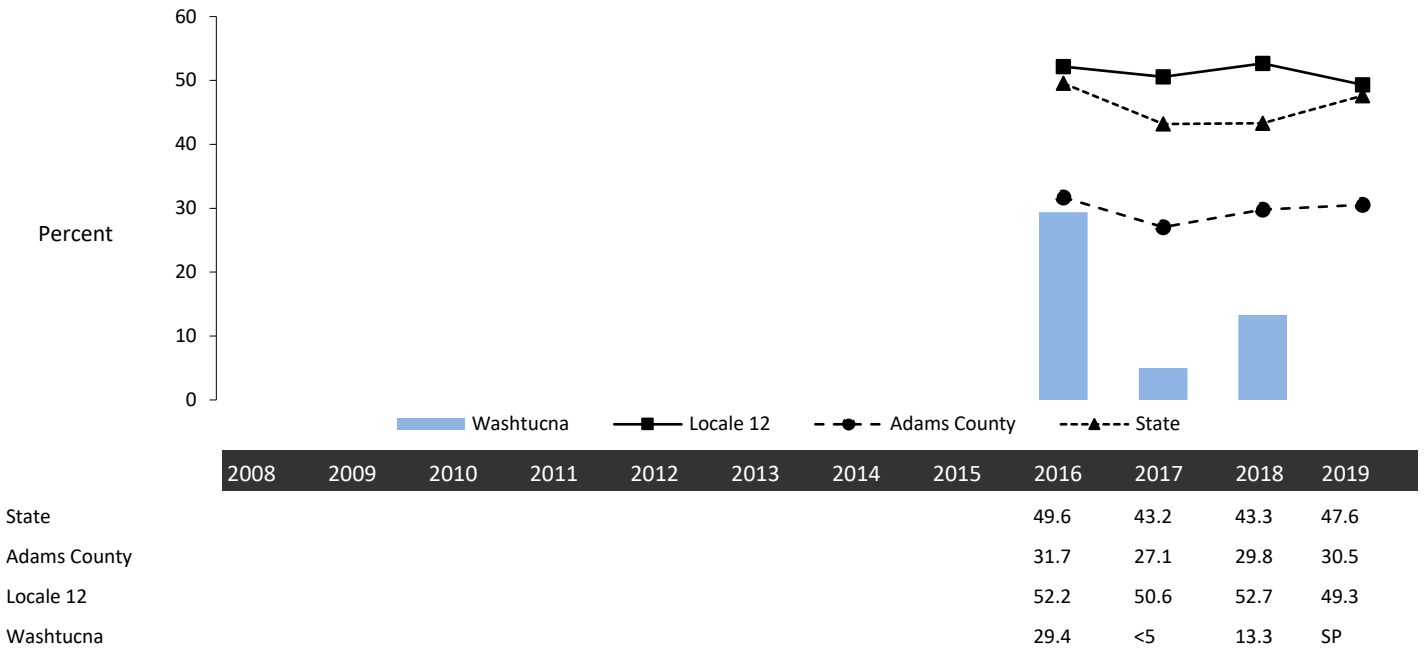 60
50
40
30
20
10
0
Percent
Washtucna Locale 12 Adams County State
2008 2009 2010 2011 2012 2013 2014 2015 2016 2017 2018 2019
State 49.6 43.2 43.3 47.6
Adams County 31.7 27.1 29.8 30.5
Locale 12 52.2 50.6 52.7 49.3
Washtucna 29.4 <5 13.3 SP